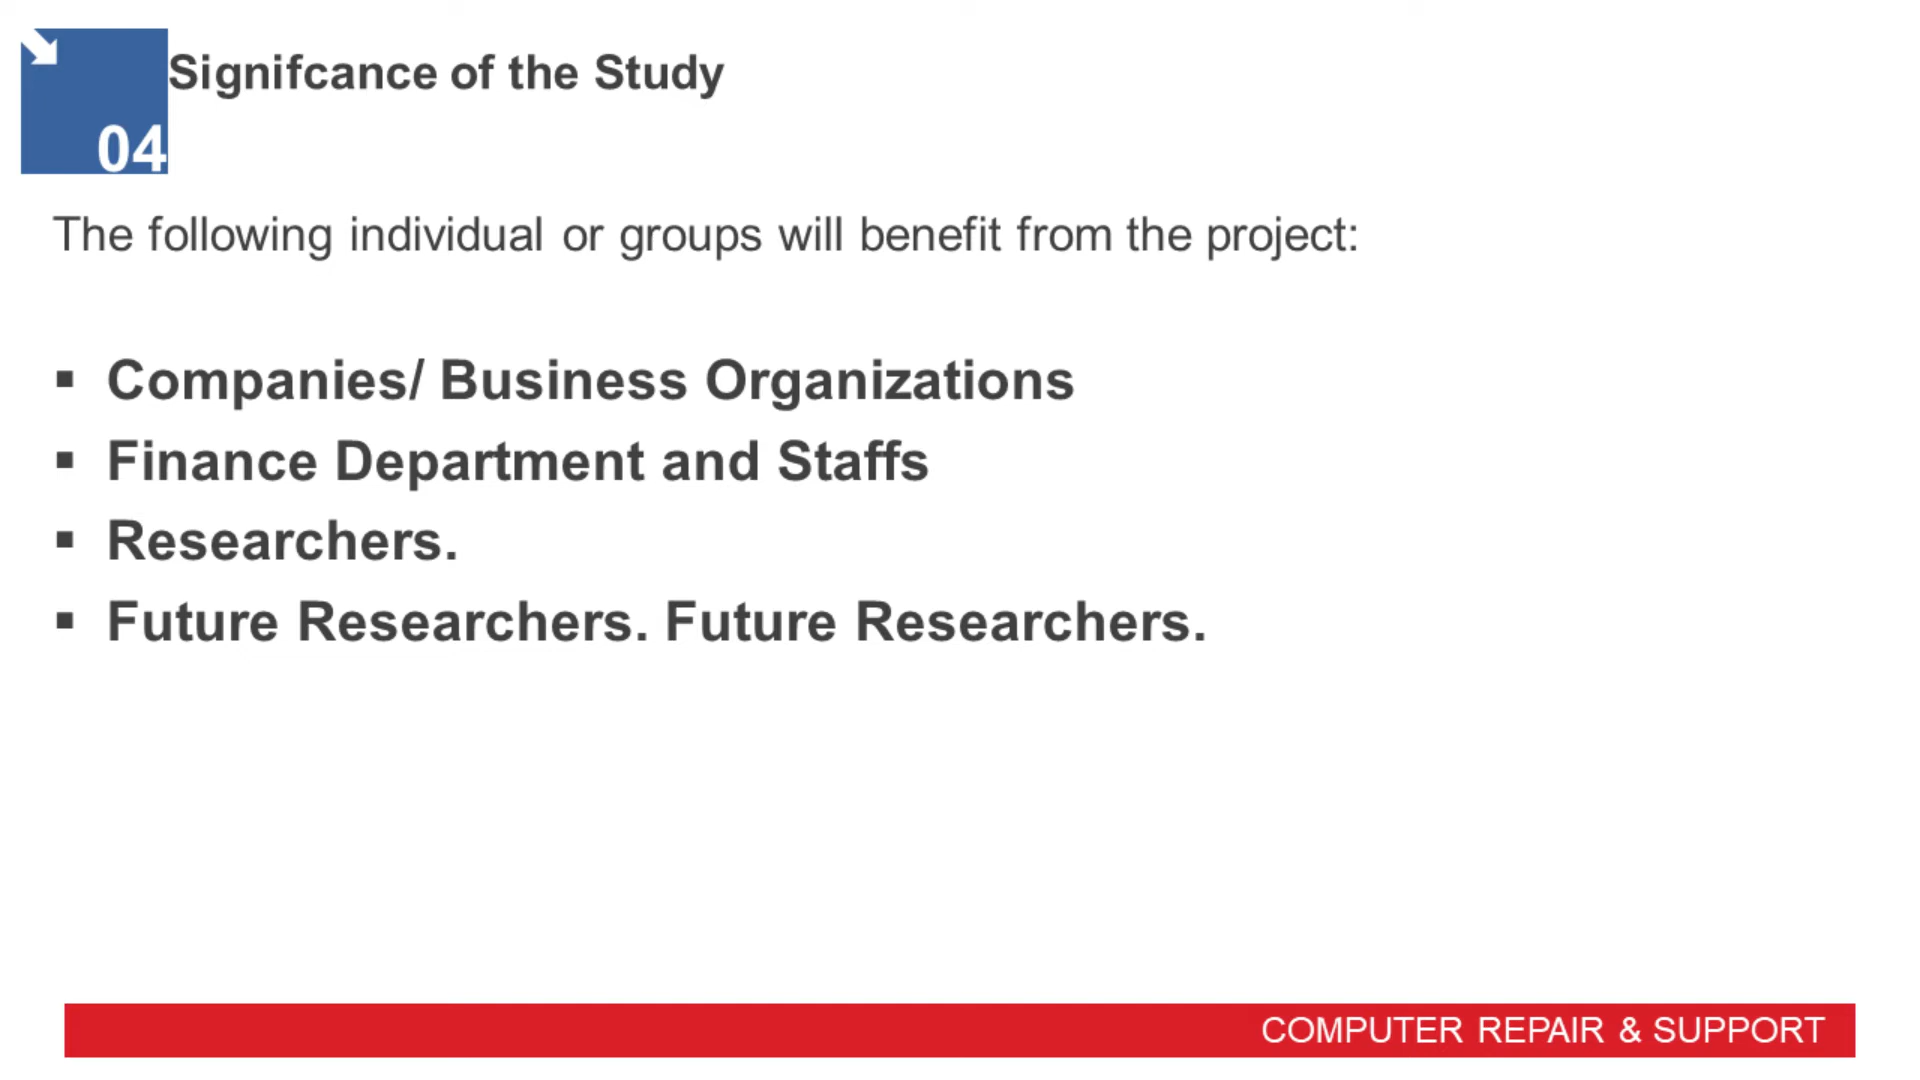 Signifcance of the Study
04
The following individual or groups will benefit from the project:
▪ Companies/ Business Organizations
▪ Finance Department and Staffs
▪ Researchers.
▪ Future Researchers. Future Researchers.
COMPUTER REPAIR & SUPPORT